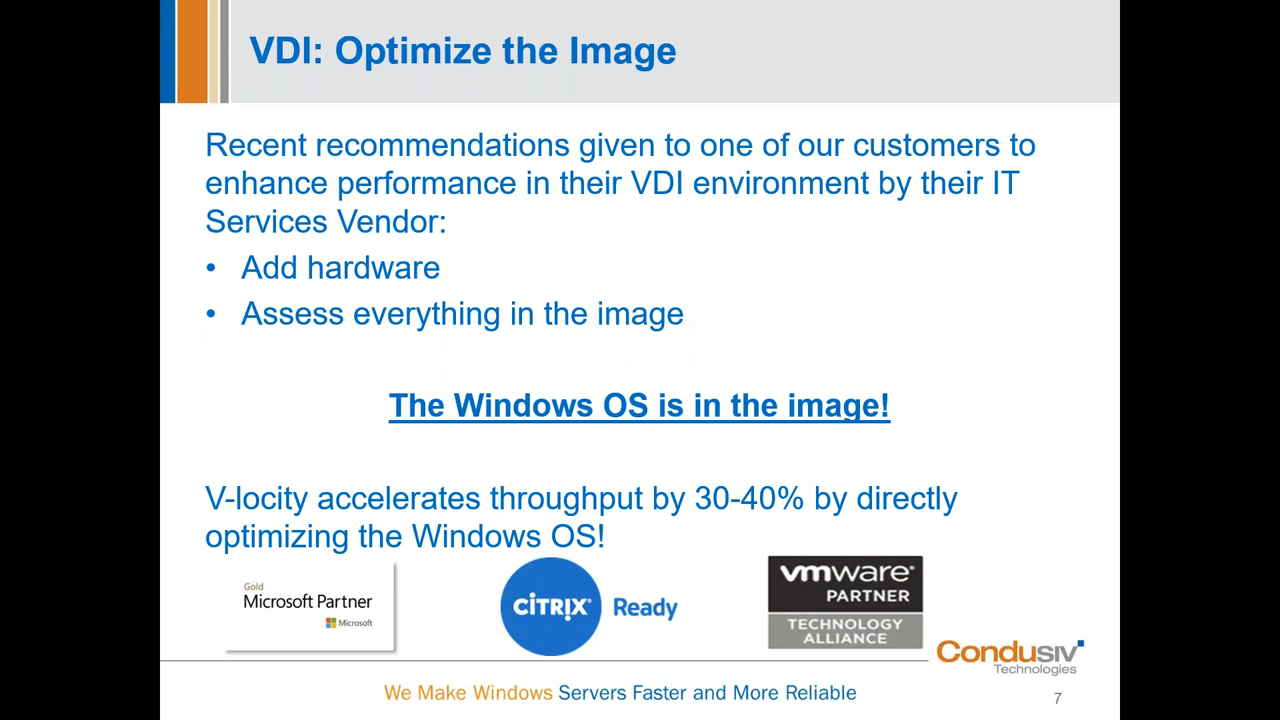 VDI: Optimize the Image
Recent recommendations given to one of our customers to
enhance performance in their VDI environment by their IT
Services Vendor:
• Add hardware
• Assess everything in the image
The Windows OS is in the image!
V-locity accelerates throughput by 30-40% by directly
optimizing the Windows OS!
Gold
Microsoft Partner
Microsoft
CITRIX® Ready
vmware®
PARTNER
TECHNOLOGY
ALLIANCE
Condusiv
Technologies
We Make Windows Servers Faster and More Reliable
7